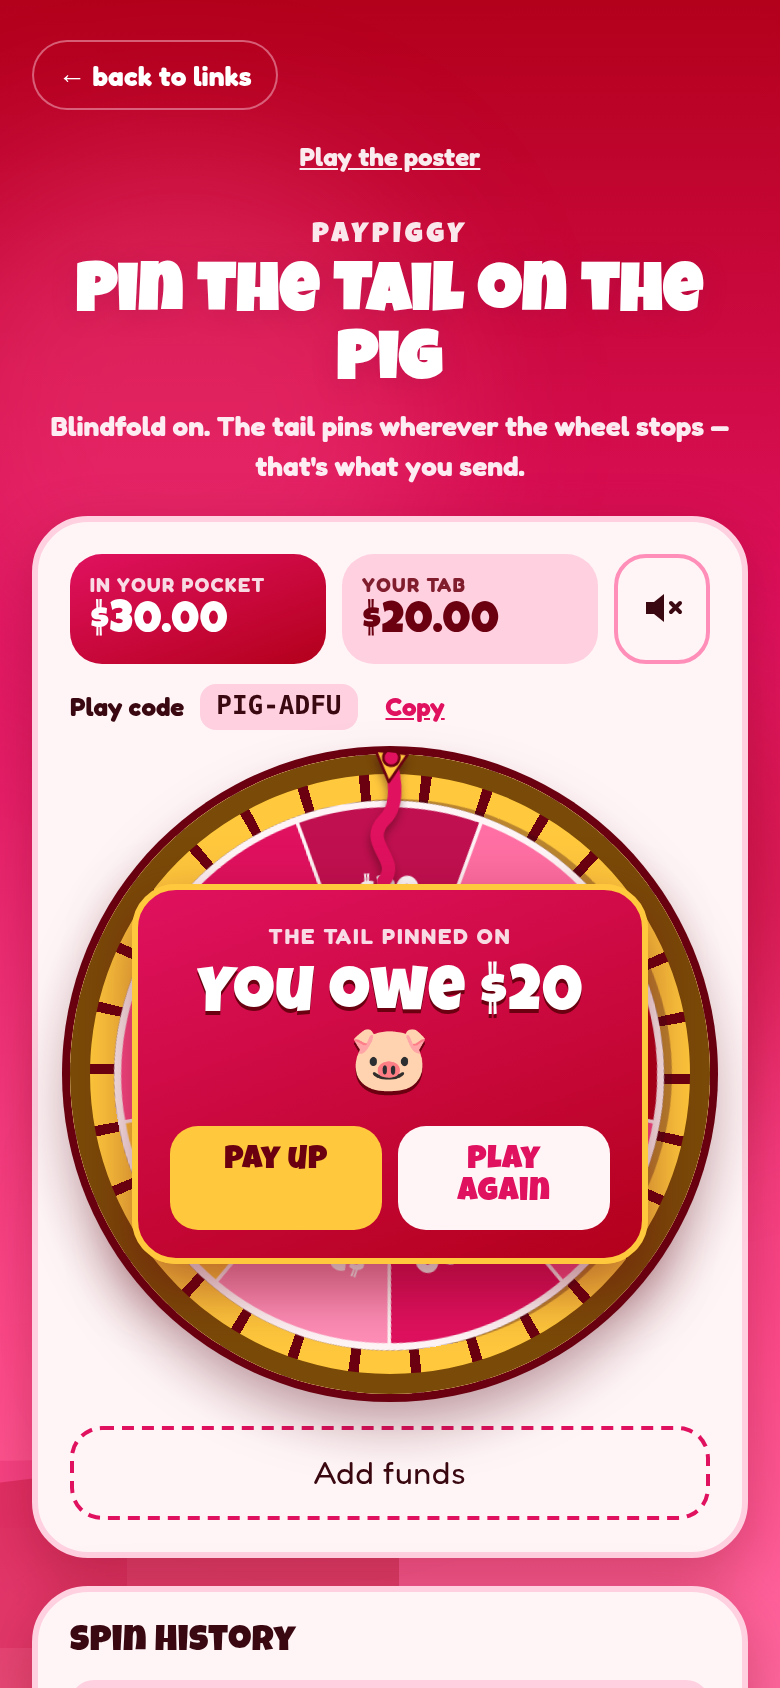 ← back to links
Play the poster
PAYPIGGY
Pin the Tail on the
Pig
Blindfold on. The tail pins wherever the wheel stops –
that's what you send.
IN YOUR POCKET
$30.00
YOUR TAB
$20.00
Play code PIG-ADFU Copy
THE TAIL PINNED ON
You owe $20
🐷
PAY UP
PLAY
AGAIN
Add funds
Spin history